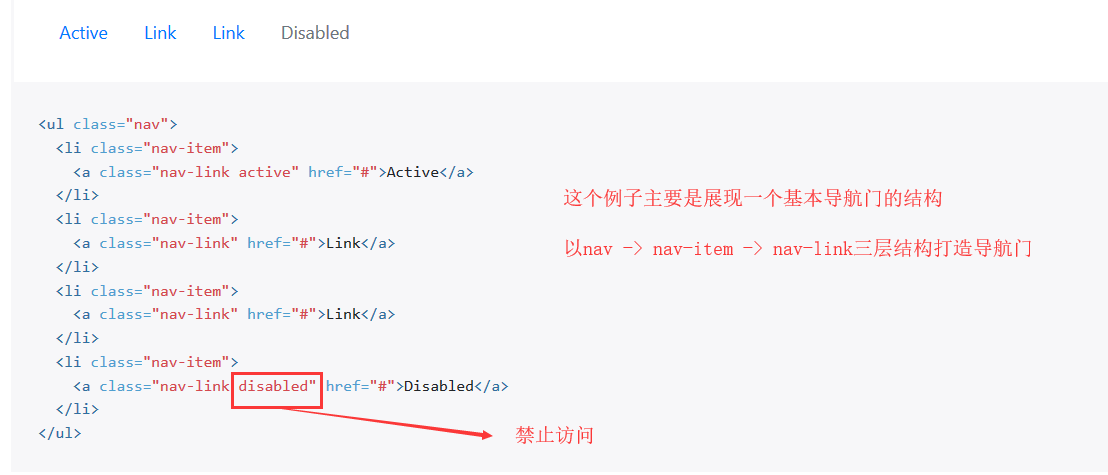 Active Link Link Disabled
<ul class="nav">
<li class="nav-item">
<a class="nav-link active" href="#">Active</a>
</li>
<li class="nav-item">
<a class="nav-link" href="#">Link</a>
</li>
<li class="nav-item">
<a class="nav-link" href="#">Link</a>
</li>
<li class="nav-item">
<a class="nav-link disabled" href="#">Disabled</a>
</li>
</ul>
这个例子主要是展现一个基本导航门的结构
以nav -> nav-item -> nav-link三层结构打造导航门
禁止访问